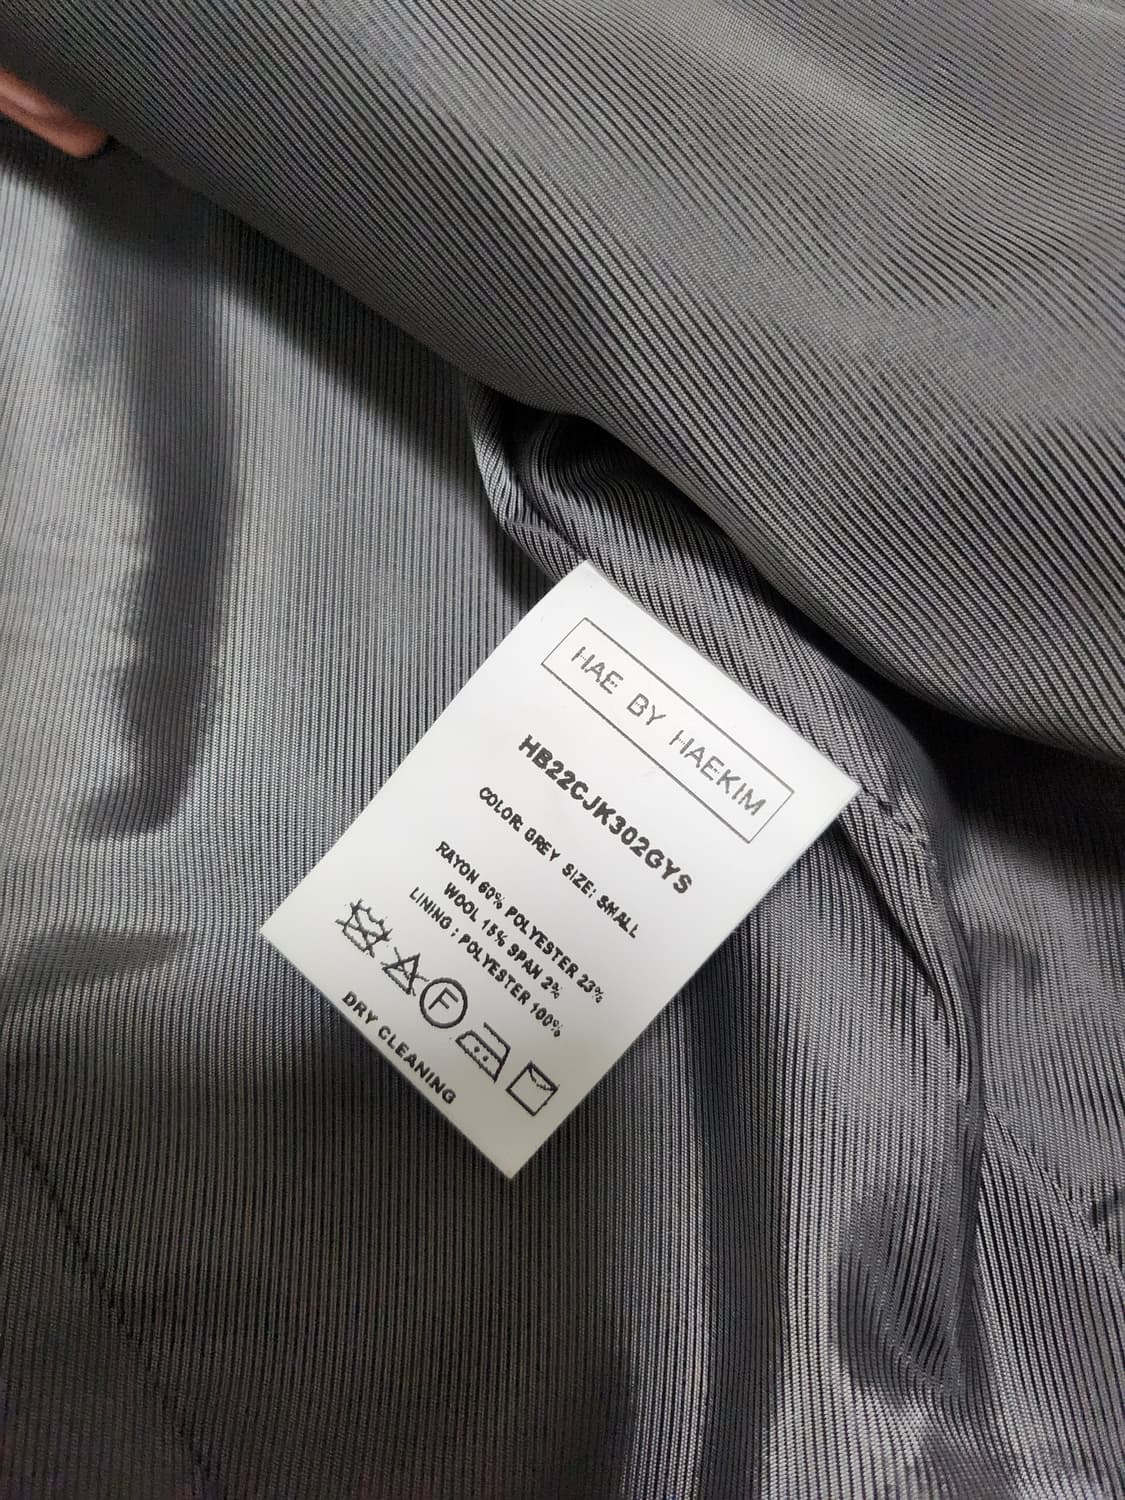 HAE BY HAEKIM
HB22CJK302GYS
COLOR: GREY SIZE: SMALL
RAYON 60% POLYESTER 23%
WOOL 15% SPAN 2%
LINING : POLYESTER 100%
F
DRY CLEANING